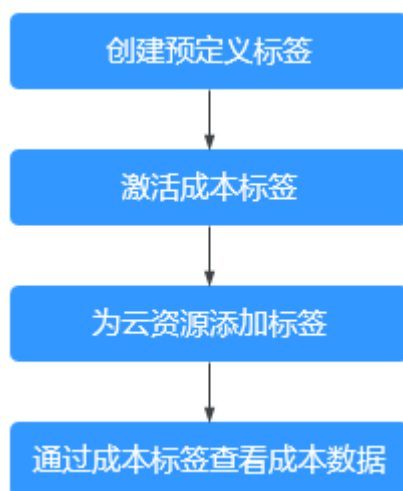 创建预定义标签
激活成本标签
为云资源添加标签
通过成本标签查看成本数据